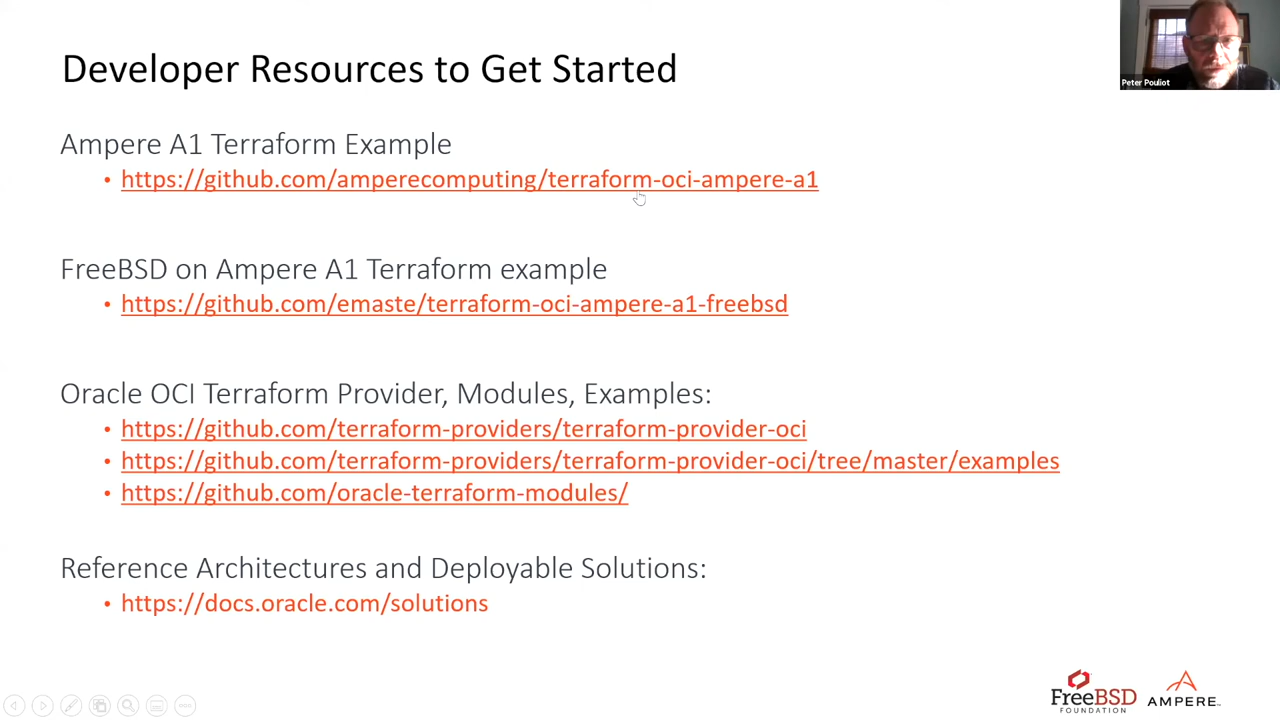 Developer Resources to Get Started
Peter Pouliot
Ampere A1 Terraform Example
• https://github.com/amperecomputing/terraform-oci-ampere-a1
FreeBSD on Ampere A1 Terraform example
• https://github.com/emaste/terraform-oci-ampere-a1-freebsd
Oracle OCI Terraform Provider, Modules, Examples:
• https://github.com/terraform-providers/terraform-provider-oci
• https://github.com/terraform-providers/terraform-provider-oci/tree/master/examples
• https://github.com/oracle-terraform-modules/
Reference Architectures and Deployable Solutions:
• https://docs.oracle.com/solutions
FreeBSD
FOUNDATION
AMPERE™